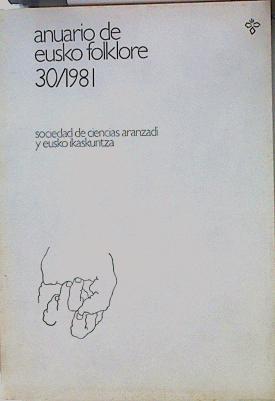 anuario de
eusko folklore
30/1981
sociedad de ciencias aranzadi
y eusko ikaskuntza